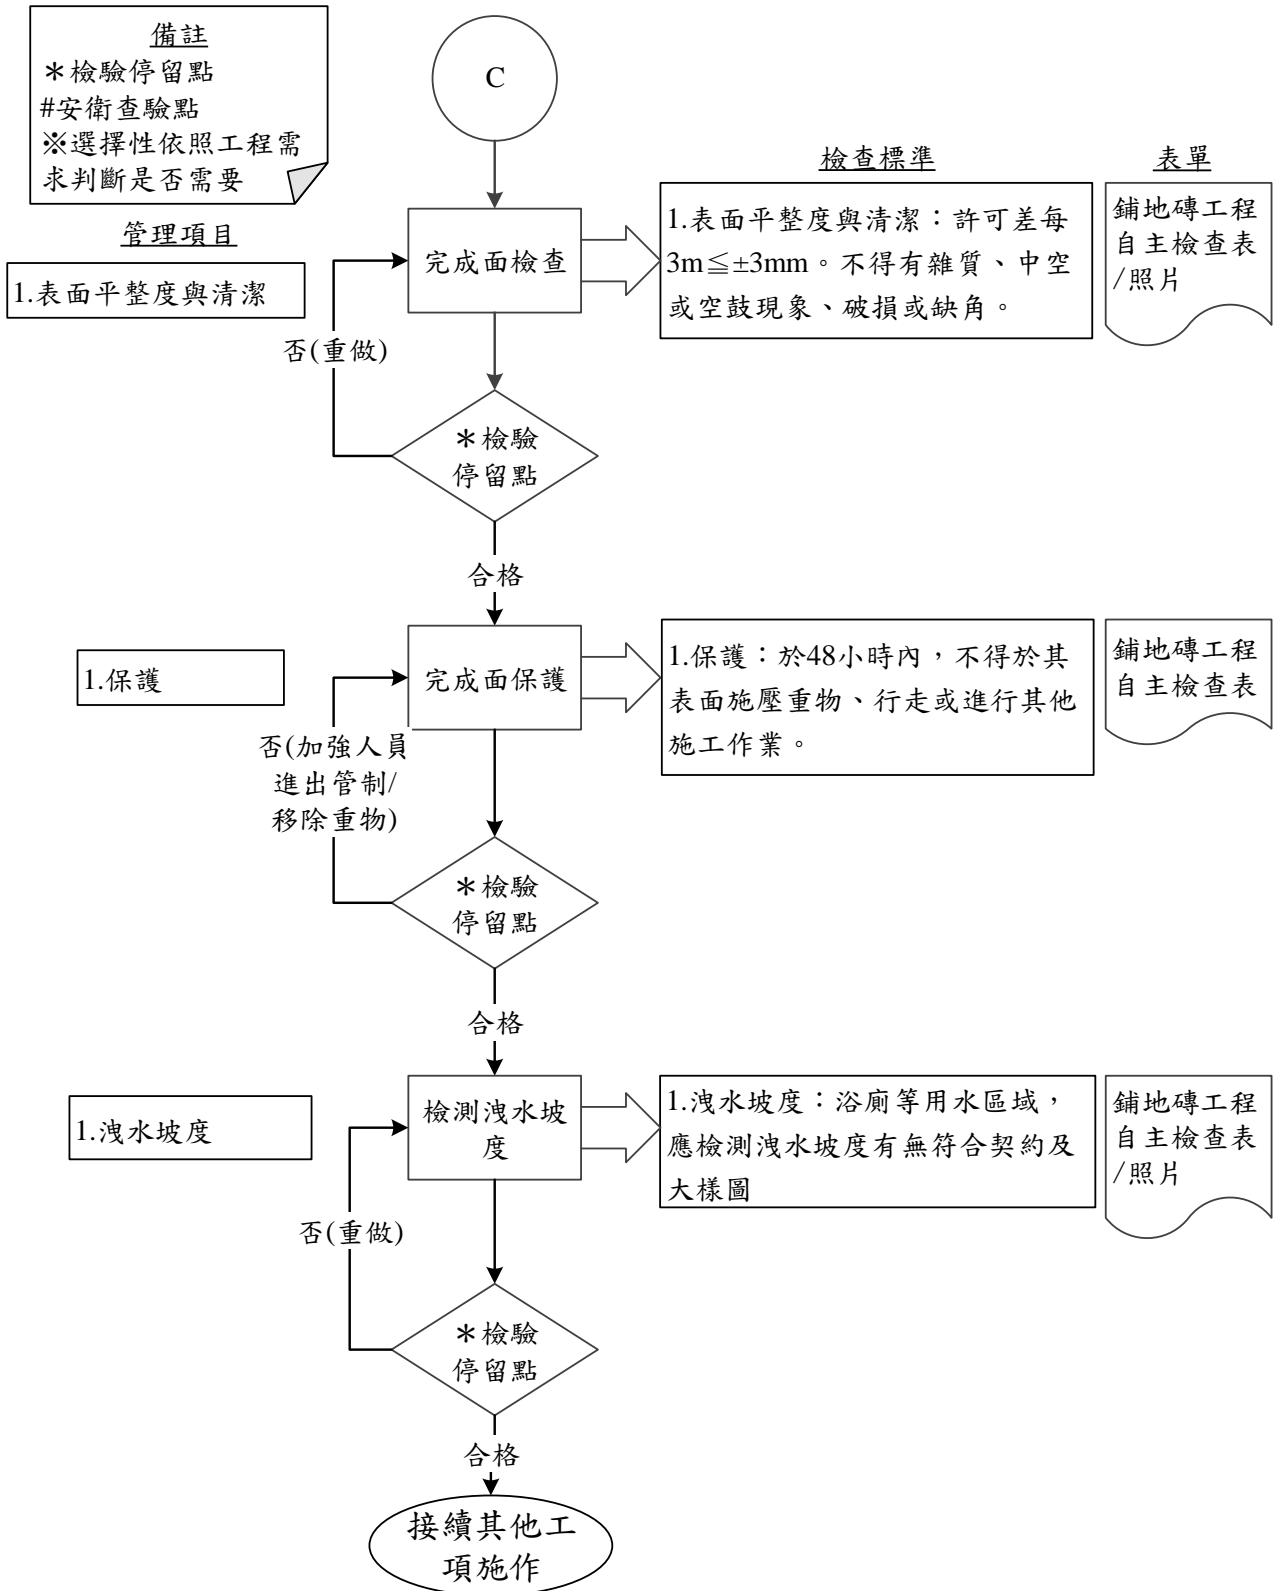 備註
＊檢驗停留點
#安衛查驗點
※選擇性依照工程需
求判斷是否需要
C
管理項目
檢查標準
表單
1.表面平整度與清潔
完成面檢查
1.表面平整度與清潔：許可差每
3m≦±3mm。不得有雜質、中空
或空鼓現象、破損或缺角。
鋪地磚工程
自主檢查表
/照片
否(重做)
＊檢驗
停留點
合格
1.保護
完成面保護
1.保護：於48小時內，不得於其
表面施壓重物、行走或進行其他
施工作業。
鋪地磚工程
自主檢查表
否(加強人員
進出管制/
移除重物)
＊檢驗
停留點
合格
1.洩水坡度
檢測洩水坡
度
1.洩水坡度：浴廁等用水區域，
應檢測洩水坡度有無符合契約及
大樣圖
鋪地磚工程
自主檢查表
/照片
否(重做)
＊檢驗
停留點
合格
接續其他工
項施作